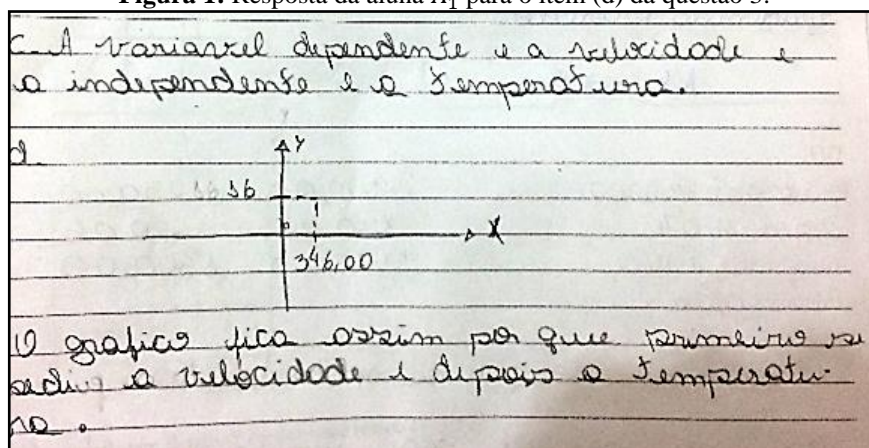 Figura 1: Resposta da aluna A1 para o item (d) da questão 3.
C. A variavel dependente e a velocidade e
a independente e a temperatura.
d.
Y
X
346,00
O grafico fica assim por que primeiro se
pediu a velocidade e depois a temperatu-
ra.